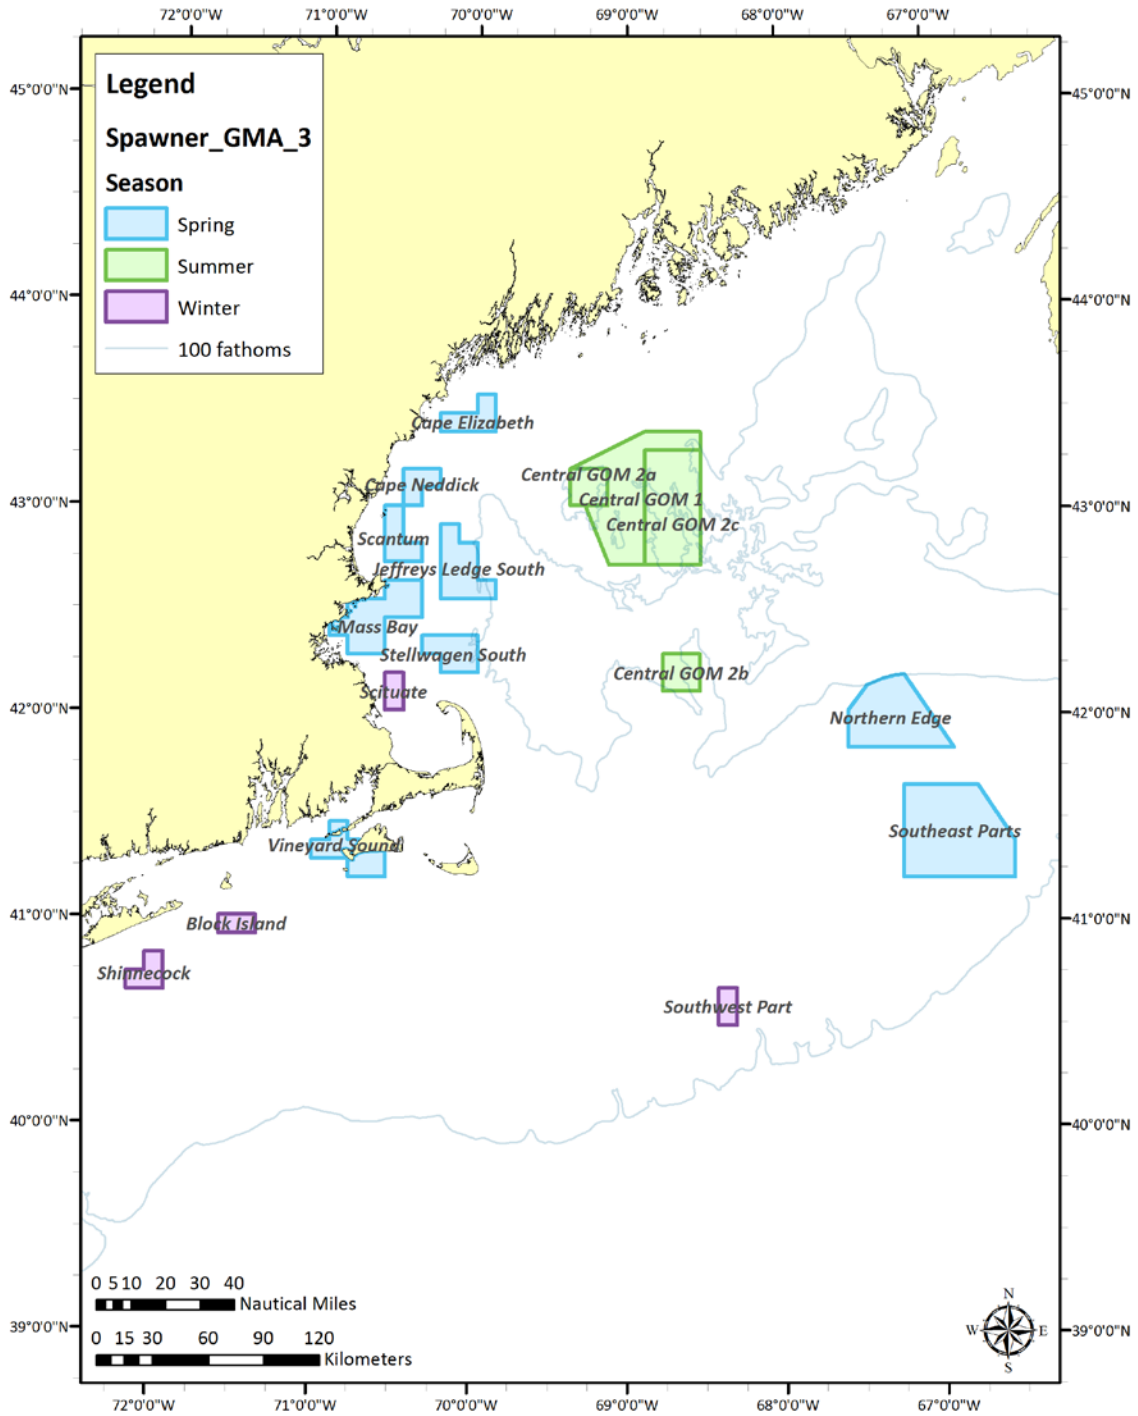 72°0'0"W 71°0'0"W 70°0'0"W 69°0'0"W 68°0'0"W 67°0'0"W
Legend
Spawner_GMA_3
Season
Spring
Summer
Winter
100 fathoms
45°0'0"N 45°0'0"N
44°0'0"N 44°0'0"N
Cape Elizabeth
Central GOM 2a
Cape Neddick
43°0'0"N Central GOM 1 43°0'0"N
Central GOM 2c
Scantum
Jeffreys Ledge South
Mass Bay
Stellwagen South
Central GOM 2b
Scituate
42°0'0"N 42°0'0"N
Northern Edge
Southeast Parts
Vineyard Sound
41°0'0"N 41°0'0"N
Block Island
Shinnecock
Southwest Part
40°0'0"N 40°0'0"N
0 5 10 20 30 40
Nautical Miles
N
W E
S
39°0'0"N 39°0'0"N
0 15 30 60 90 120
Kilometers
72°0'0"W 71°0'0"W 70°0'0"W 69°0'0"W 68°0'0"W 67°0'0"W